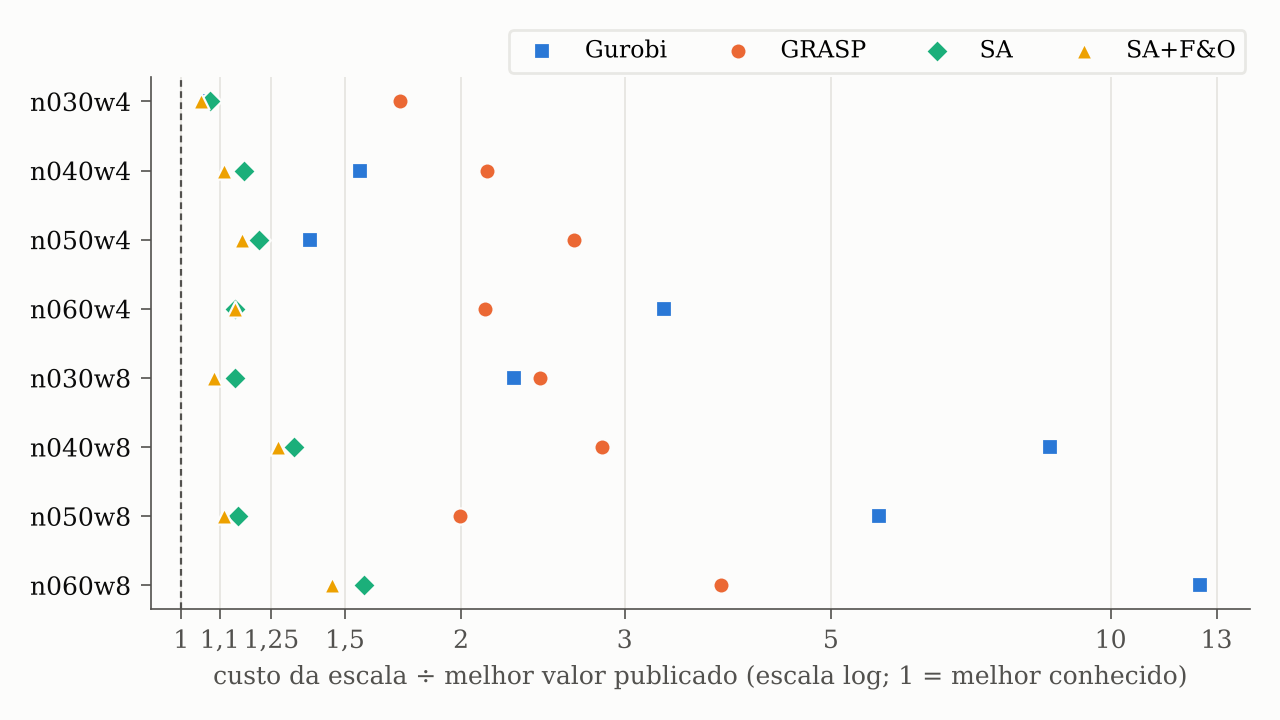 Gurobi GRASP SA SA+F&O
n030w4
n040w4
n050w4
n060w4
n030w8
n040w8
n050w8
n060w8
1 1,1 1,25 1,5 2 3 5 10 13
custo da escala ÷ melhor valor publicado (escala log; 1 = melhor conhecido)